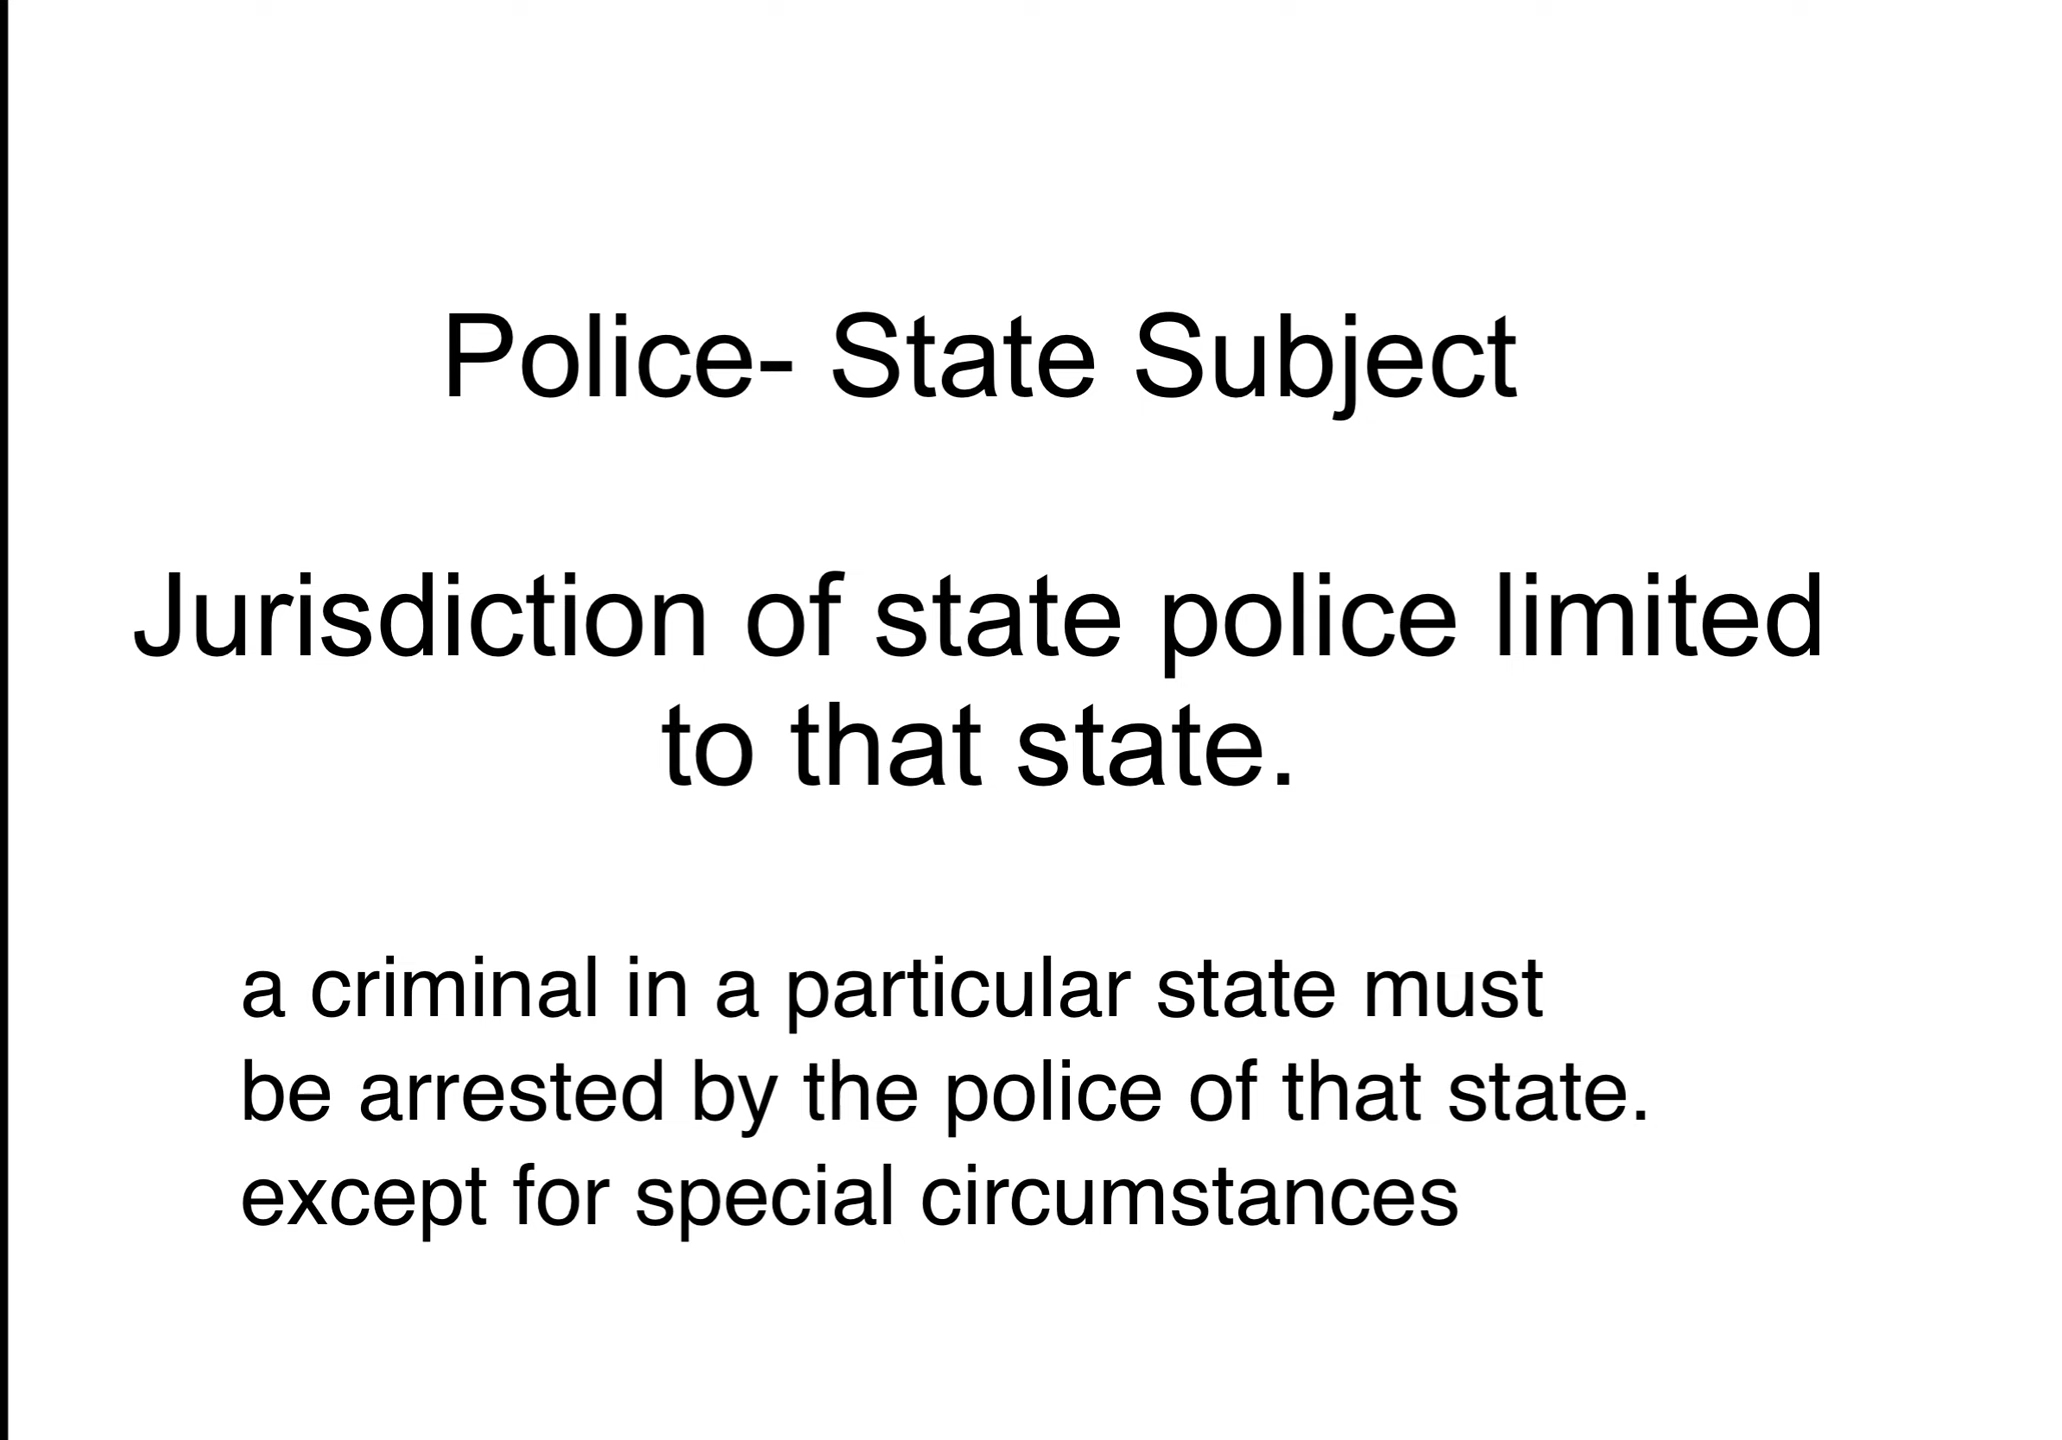 Police- State Subject
Jurisdiction of state police limited
to that state.
a criminal in a particular state must
be arrested by the police of that state.
except for special circumstances